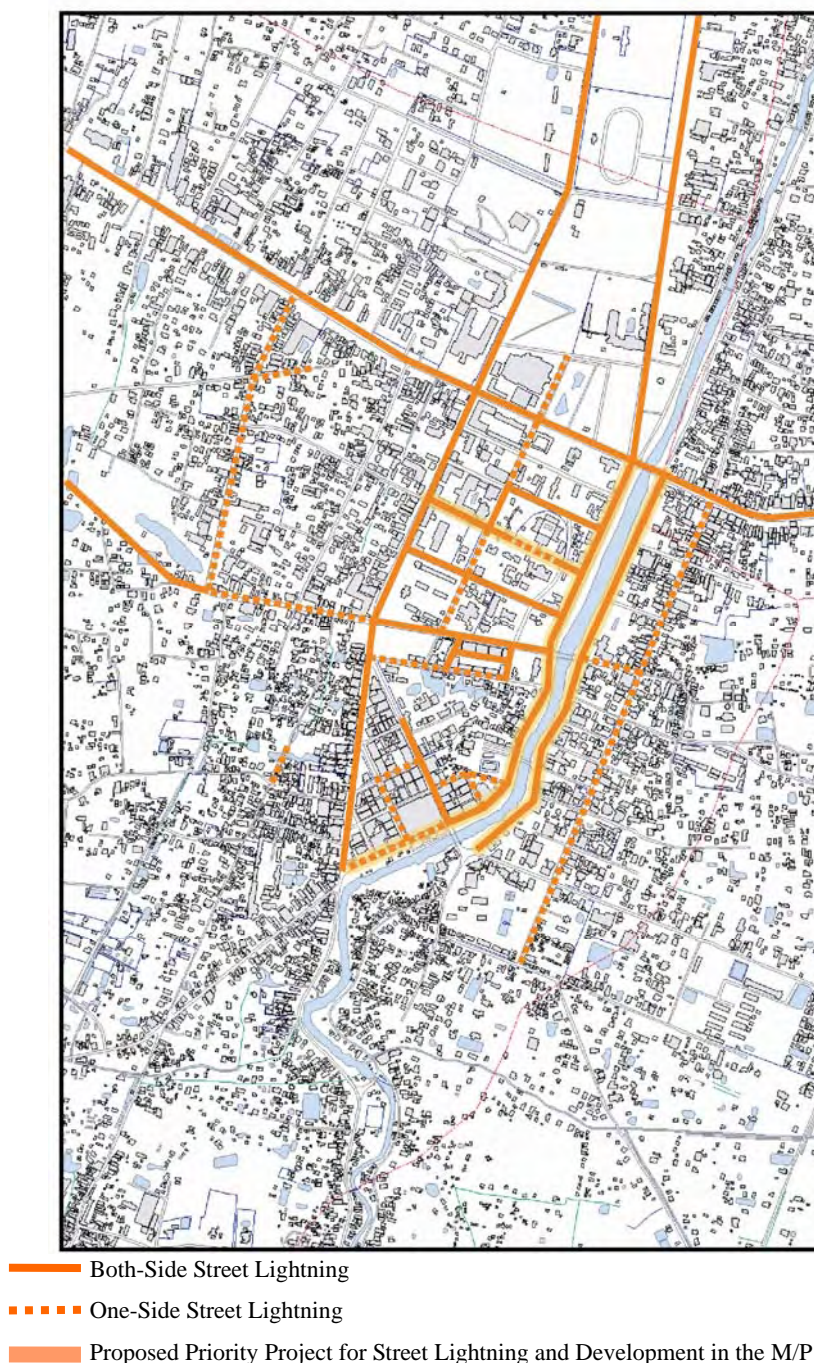 Both-Side Street Lightning
One-Side Street Lightning
Proposed Priority Project for Street Lightning and Development in the M/P